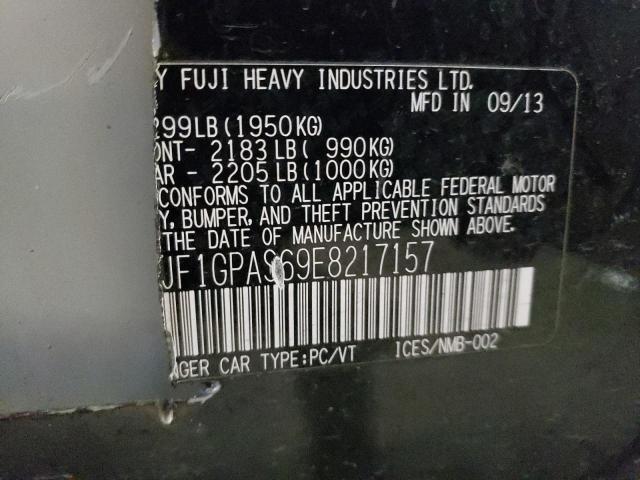 Y FUJI HEAVY INDUSTRIES LTD.
MFD IN 09/13
299LB(1950KG)
ONT- 2183 LB( 990KG)
AR - 2205 LB(1000KG)
CONFORMS TO ALL APPLICABLE FEDERAL MOTOR
Y, BUMPER, AND THEFT PREVENTION STANDARDS
THE DATE OF MANUFACTURE SHOWN ABOVE.
JF1GPAS69E8217157
NGER CAR TYPE:PC/VT ICES/NMB-002